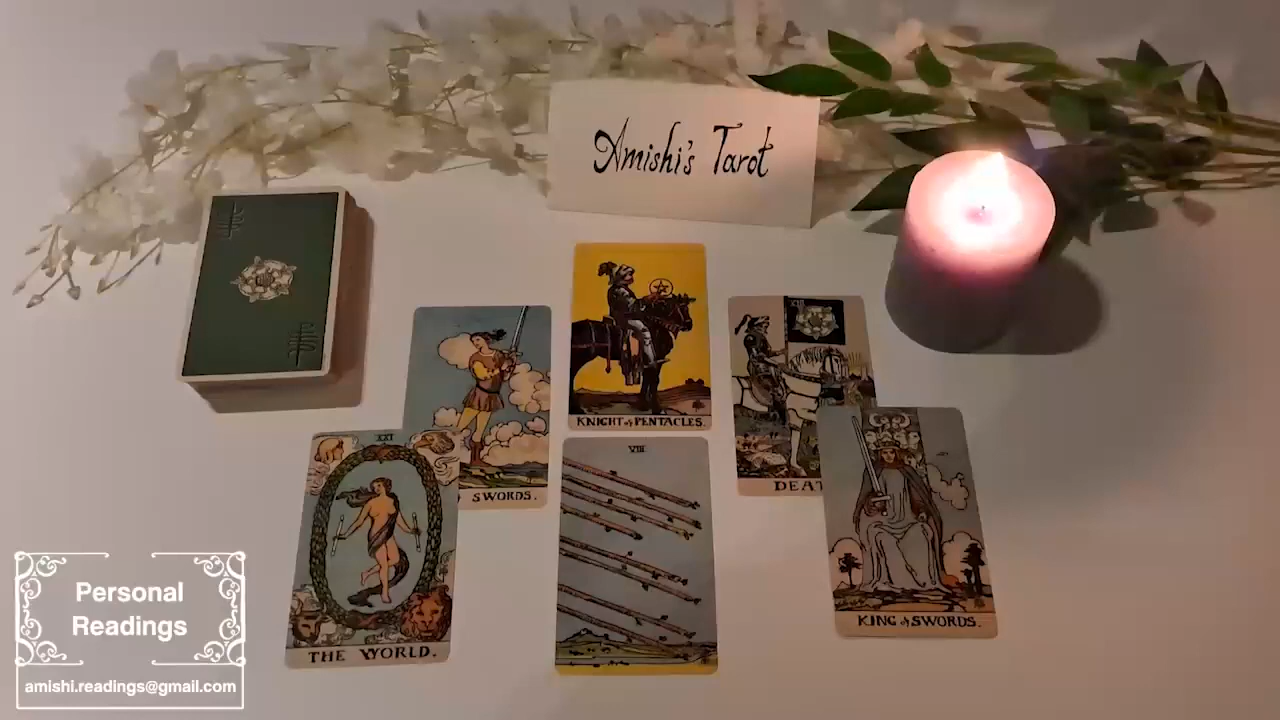 Amishi's Tarot
KNIGHT of PENTACLES.
XIII
VIII
XXI
SWORDS.
DEAT
THE WORLD.
KING of SWORDS.
Personal
Readings
amishi.readings@gmail.com